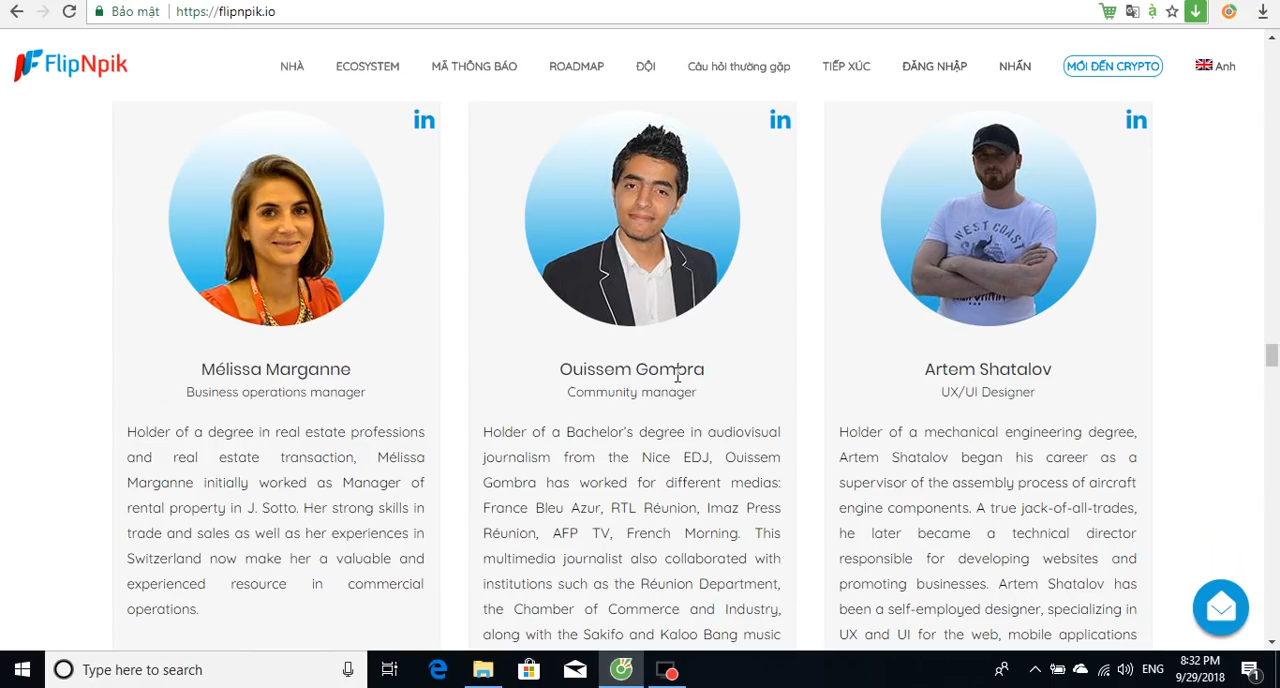 Bảo mật https://flipnpik.io
FlipNpik NHÀ ECOSYSTEM MÃ THÔNG BÁO ROADMAP ĐỘI Câu hỏi thường gặp TIẾP XÚC ĐĂNG NHẬP NHẤN MỚI ĐẾN CRYPTO Anh
in in in
WEST COAST
Mélissa Marganne
Business operations manager
Holder of a degree in real estate professions
and real estate transaction, Mélissa
Marganne initially worked as Manager of
rental property in J. Sotto. Her strong skills in
trade and sales as well as her experiences in
Switzerland now make her a valuable and
experienced resource in commercial
operations.
Ouissem Gombra
Community manager
Holder of a Bachelor's degree in audiovisual
journalism from the Nice EDJ, Ouissem
Gombra has worked for different medias:
France Bleu Azur, RTL Réunion, Imaz Press
Réunion, AFP TV, French Morning. This
multimedia journalist also collaborated with
institutions such as the Réunion Department,
the Chamber of Commerce and Industry,
along with the Sakifo and Kaloo Bang music
Artem Shatalov
UX/UI Designer
Holder of a mechanical engineering degree,
Artem Shatalov began his career as a
supervisor of the assembly process of aircraft
engine components. A true jack-of-all-trades,
he later became a technical director
responsible for developing websites and
promoting businesses. Artem Shatalov has
been a self-employed designer, specializing in
UX and UI for the web, mobile applications
Type here to search
ENG
8:32 PM
9/29/2018
1